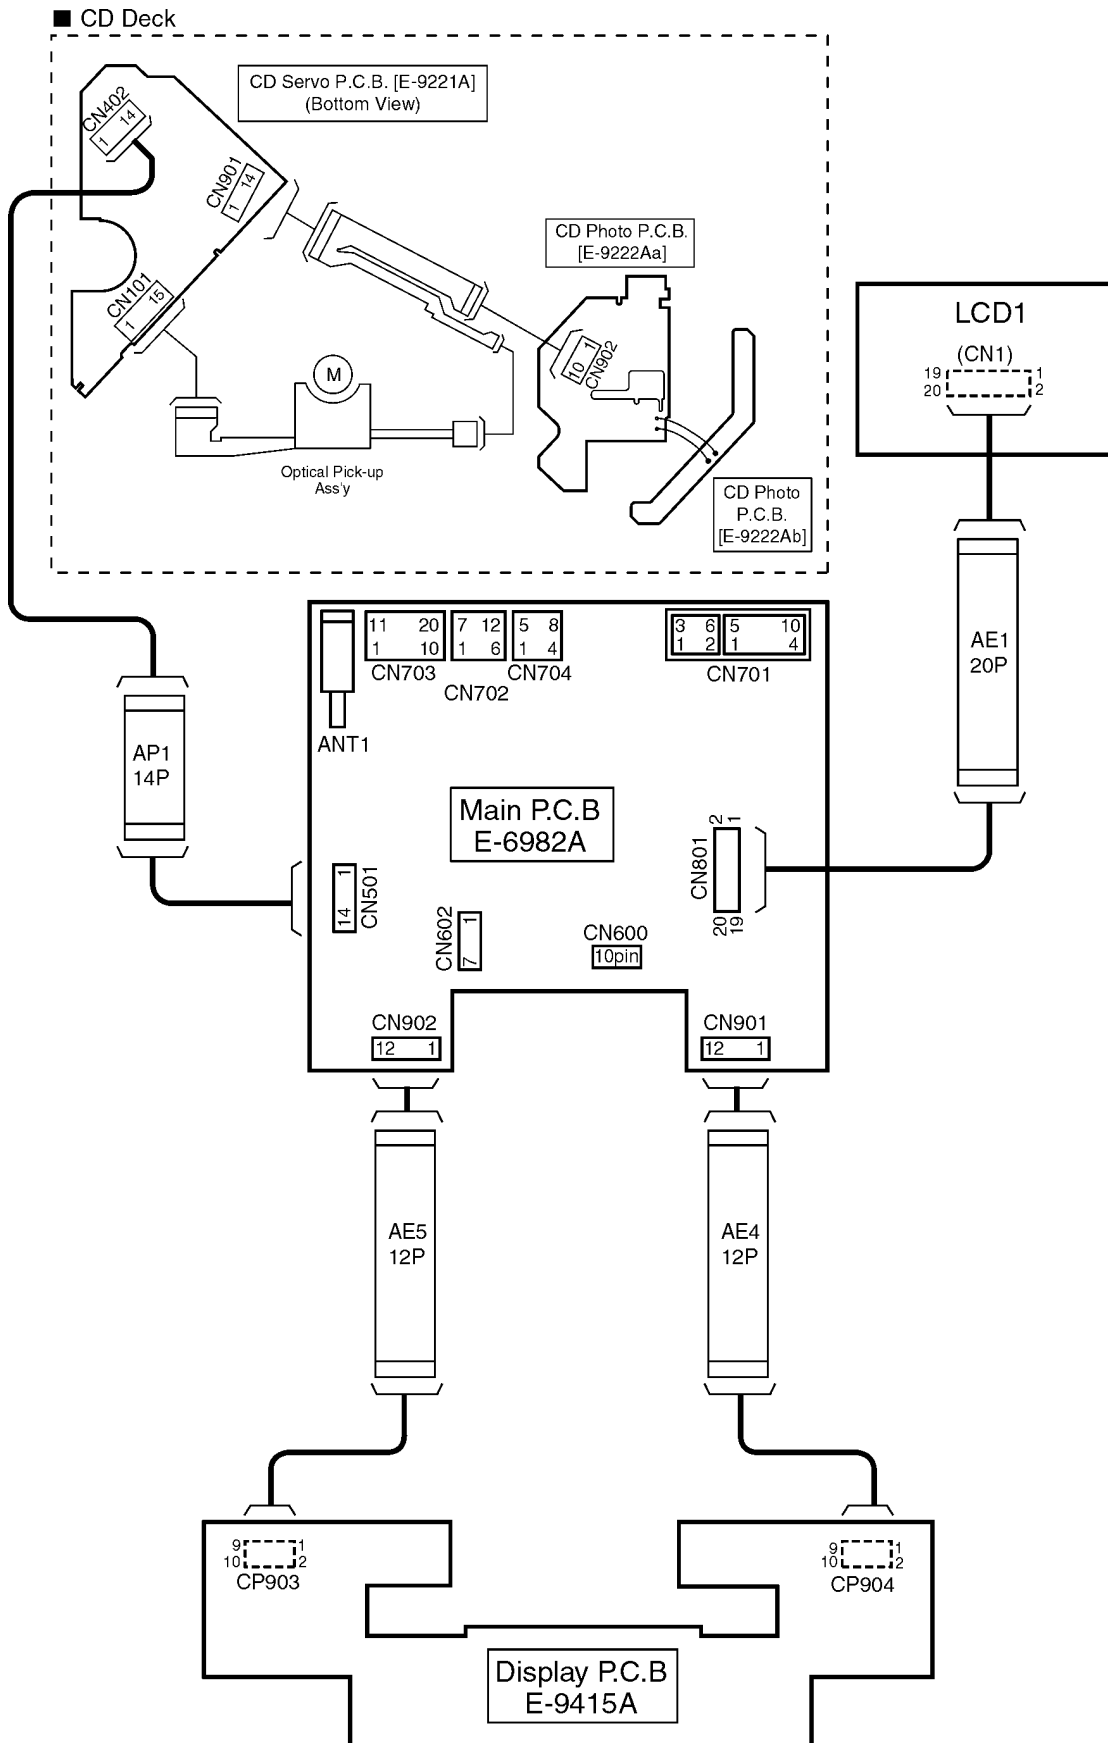 ■ CD Deck
CD Servo P.C.B. [E-9221A]
(Bottom View)
CN402
1 14
CN901
1 14
CN101
1 15
CD Photo P.C.B.
[E-9222Aa]
10 1
CN902
M
Optical Pick-up
Ass'y
CD Photo
P.C.B.
[E-9222Ab]
LCD1
(CN1)
19 1
20 2
AE1
20P
AP1
14P
ANT1
11 20
1 10
CN703
7 12
1 6
CN702
5 8
1 4
CN704
3 6 5 10
1 2 1 4
CN701
Main P.C.B
E-6982A
CN801
2 1
20 19
CN501
14 1
CN602
7 1
CN600
10pin
CN902
12 1
CN901
12 1
AE5
12P
AE4
12P
9 1
10 2
CP903
9 1
10 2
CP904
Display P.C.B
E-9415A